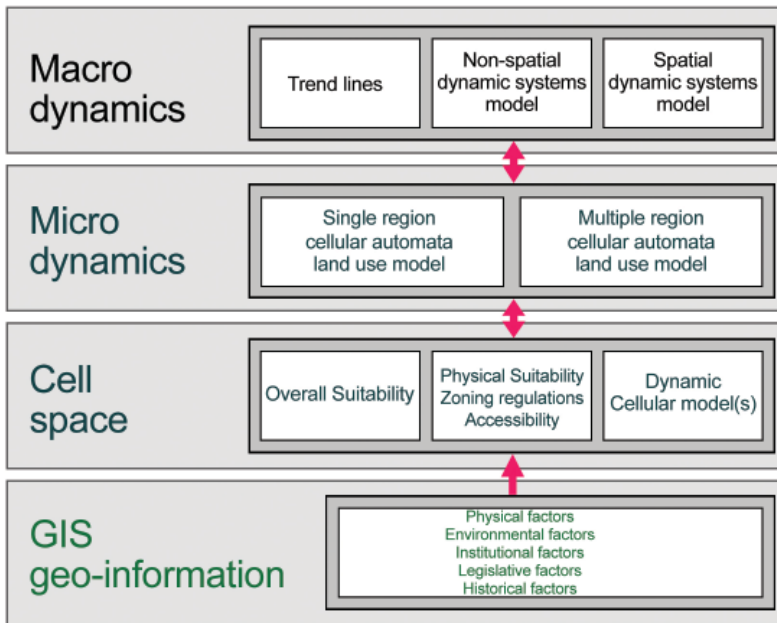 Macro
dynamics
Trend lines
Non-spatial
dynamic systems
model
Spatial
dynamic systems
model
Micro
dynamics
Single region
cellular automata
land use model
Multiple region
cellular automata
land use model
Cell
space
Overall Suitability
Physical Suitability
Zoning regulations
Accessibility
Dynamic
Cellular model(s)
GIS
geo-information
Physical factors
Environmental factors
Institutional factors
Legislative factors
Historical factors